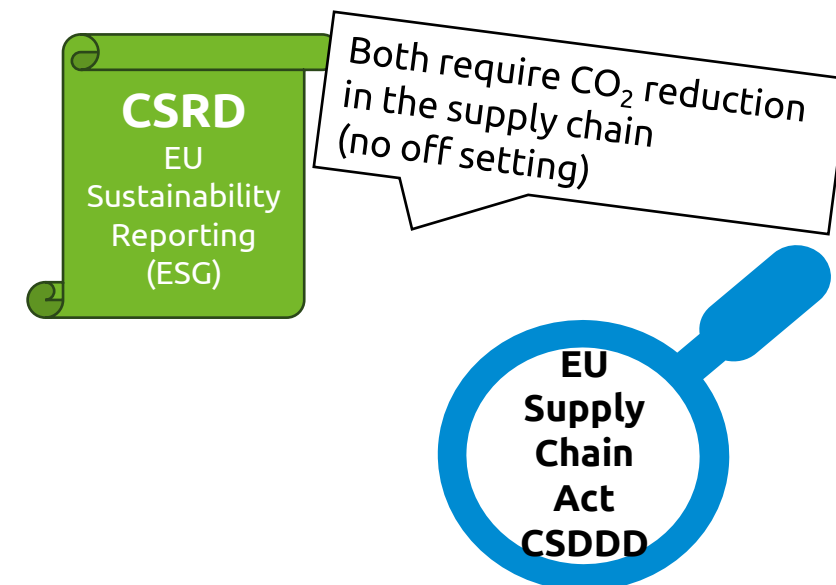 CSRD
EU
Sustainability
Reporting
(ESG)
Both require CO₂ reduction
in the supply chain
(no off setting)
EU
Supply
Chain
Act
CSDDD